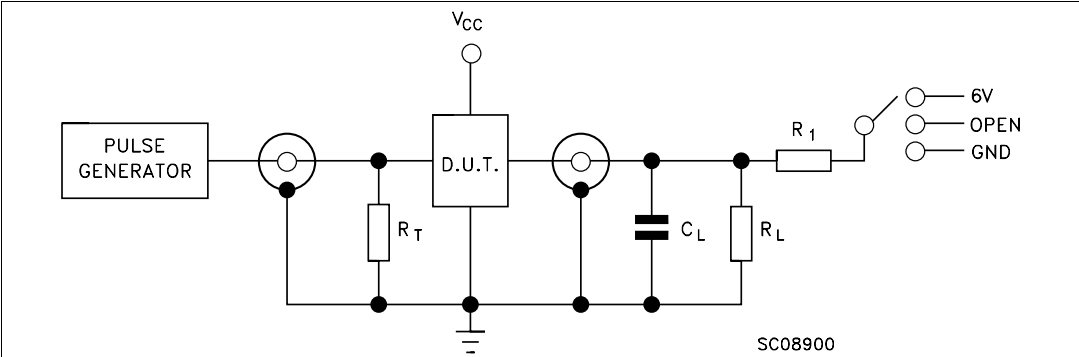 VCC
PULSE
GENERATOR
D.U.T.
RT
CL
RL
R1
6V
OPEN
GND
SC08900